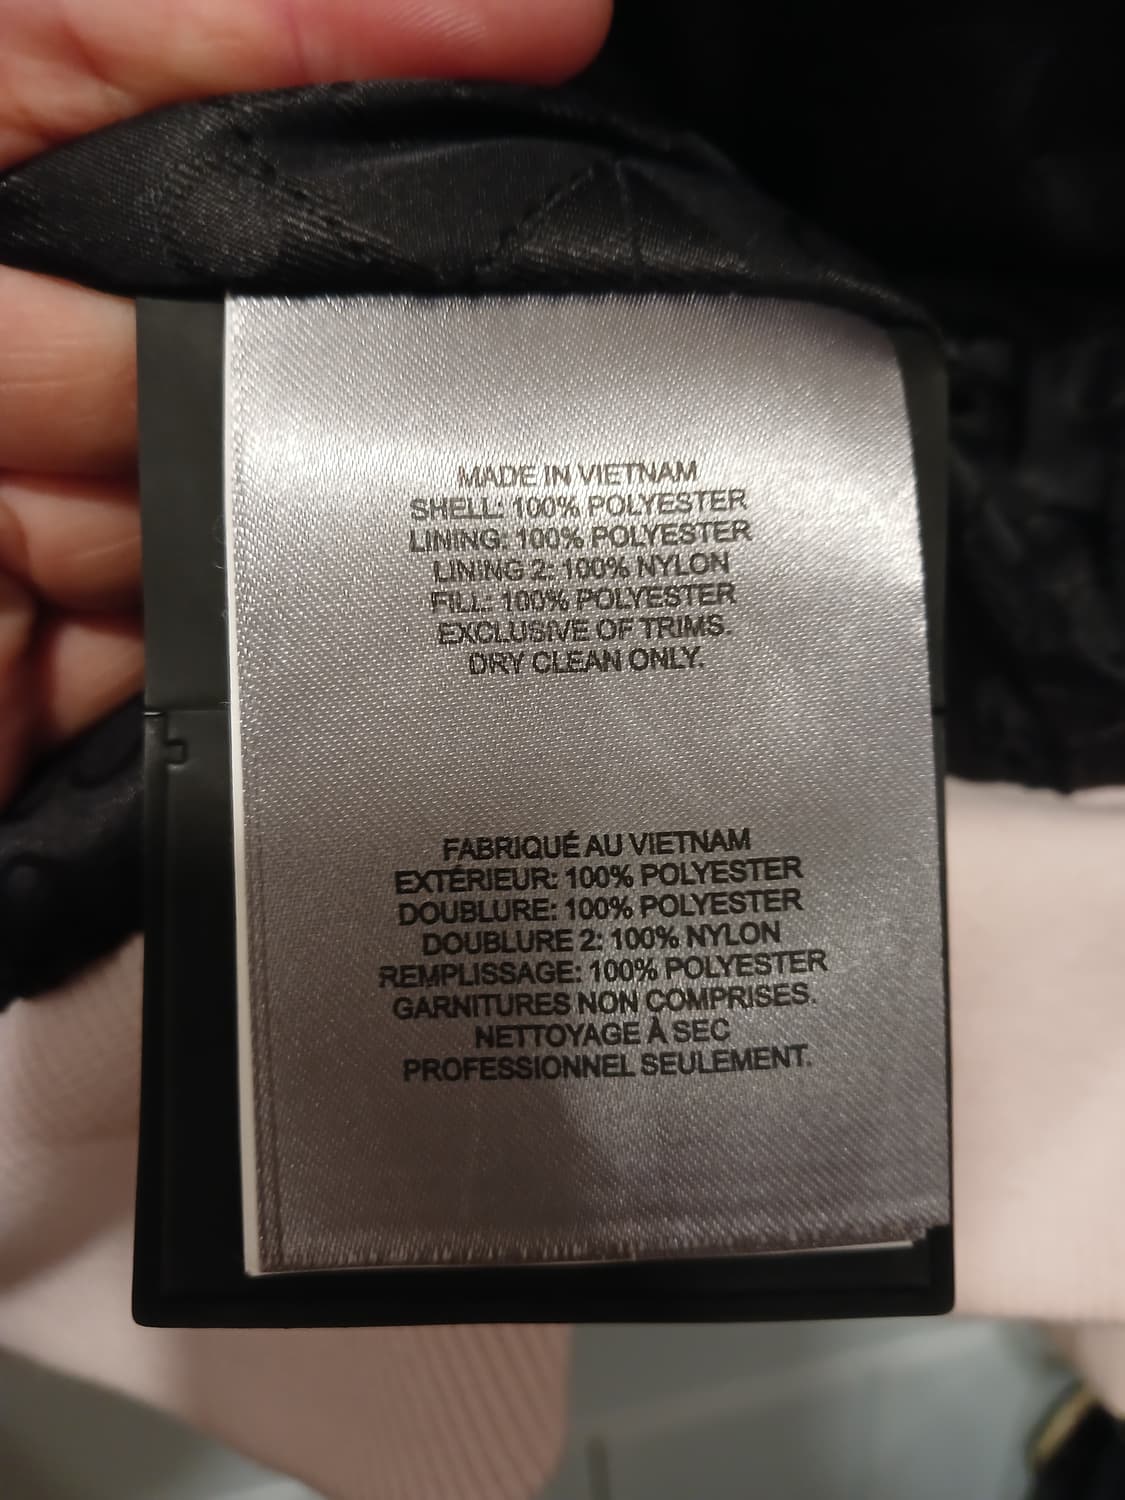 MADE IN VIETNAM
SHELL: 100% POLYESTER
LINING: 100% POLYESTER
LINING 2: 100% NYLON
FILL: 100% POLYESTER
EXCLUSIVE OF TRIMS.
DRY CLEAN ONLY.
FABRIQUÉ AU VIETNAM
EXTÉRIEUR: 100% POLYESTER
DOUBLURE: 100% POLYESTER
DOUBLURE 2: 100% NYLON
REMPLISSAGE: 100% POLYESTER
GARNITURES NON COMPRISES.
NETTOYAGE À SEC
PROFESSIONNEL SEULEMENT.